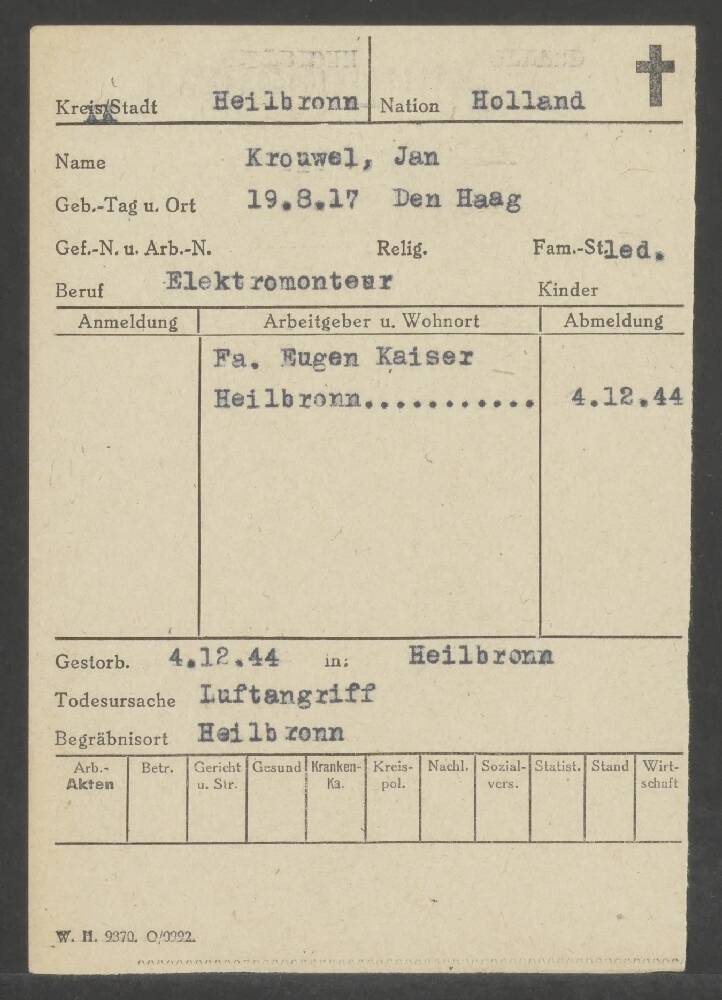 Kreis/Stadt Heilbronn Nation Holland
Name Krouwel, Jan
Geb.-Tag u. Ort 19.8.17 Den Haag
Gef.-N. u. Arb.-N. Relig. Fam.-St. led.
Beruf Elektromonteur Kinder
Anmeldung Arbeitgeber u. Wohnort Abmeldung
Fa. Eugen Kaiser
Heilbronn........... 4.12.44
Gestorb. 4.12.44 in: Heilbronn
Todesursache Luftangriff
Begräbnisort Heilbronn
Arb.- Betr. Gericht Gesund Kranken- Kreis- Nachl. Sozial- Statist. Stand Wirt-
Akten u. Str. Ka. pol. vers. schaft
W. H. 9370. O/0992.